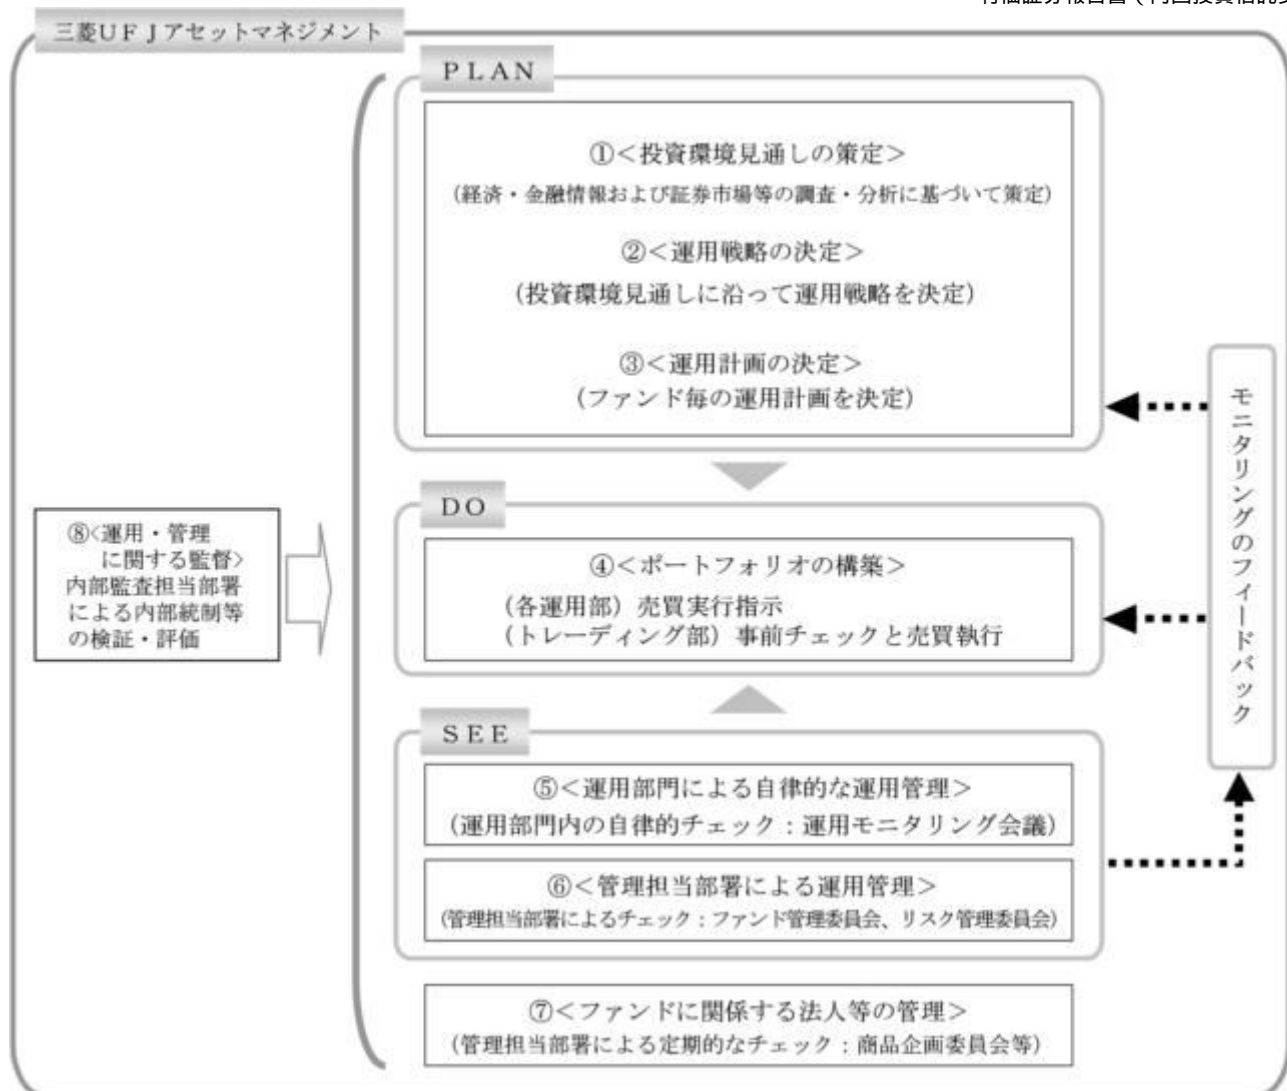 三菱UFJアセットマネジメント
PLAN
①<投資環境見通しの策定>
(経済・金融情報および証券市場等の調査・分析に基づいて策定)
②<運用戦略の決定>
(投資環境見通しに沿って運用戦略を決定)
③<運用計画の決定>
(ファンド毎の運用計画を決定)
DO
④<ポートフォリオの構築>
(各運用部)売買実行指示
(トレーディング部)事前チェックと売買執行
SEE
⑤<運用部門による自律的な運用管理>
(運用部門内の自律的チェック:運用モニタリング会議)
⑥<管理担当部署による運用管理>
(管理担当部署によるチェック:ファンド管理委員会、リスク管理委員会)
⑦<ファンドに関係する法人等の管理>
(管理担当部署による定期的なチェック:商品企画委員会等)
⑧<運用・管理
に関する監督>
内部監査担当部署
による内部統制等
の検証・評価
モニタリングのフィードバック